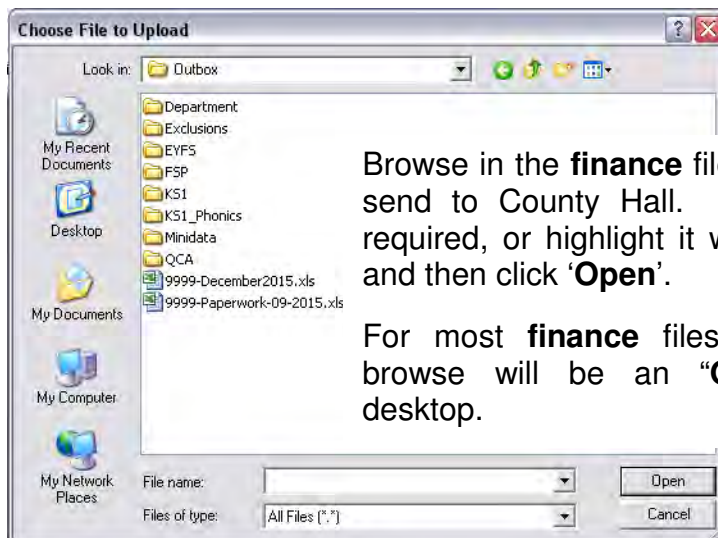 Choose File to Upload
Look in: Outbox
My Recent Documents
Desktop
My Documents
My Computer
My Network Places
Department
Exclusions
EYFS
FSP
KS1
KS1_Phonics
Minidata
QCA
9999-December2015.xls
9999-Paperwork-09-2015.xls
Browse in the finance fil
send to County Hall.
required, or highlight it w
and then click ‘Open’.
For most finance files
browse will be an “
desktop.
File name:
Open
Files of type: All Files (*.*)
Cancel